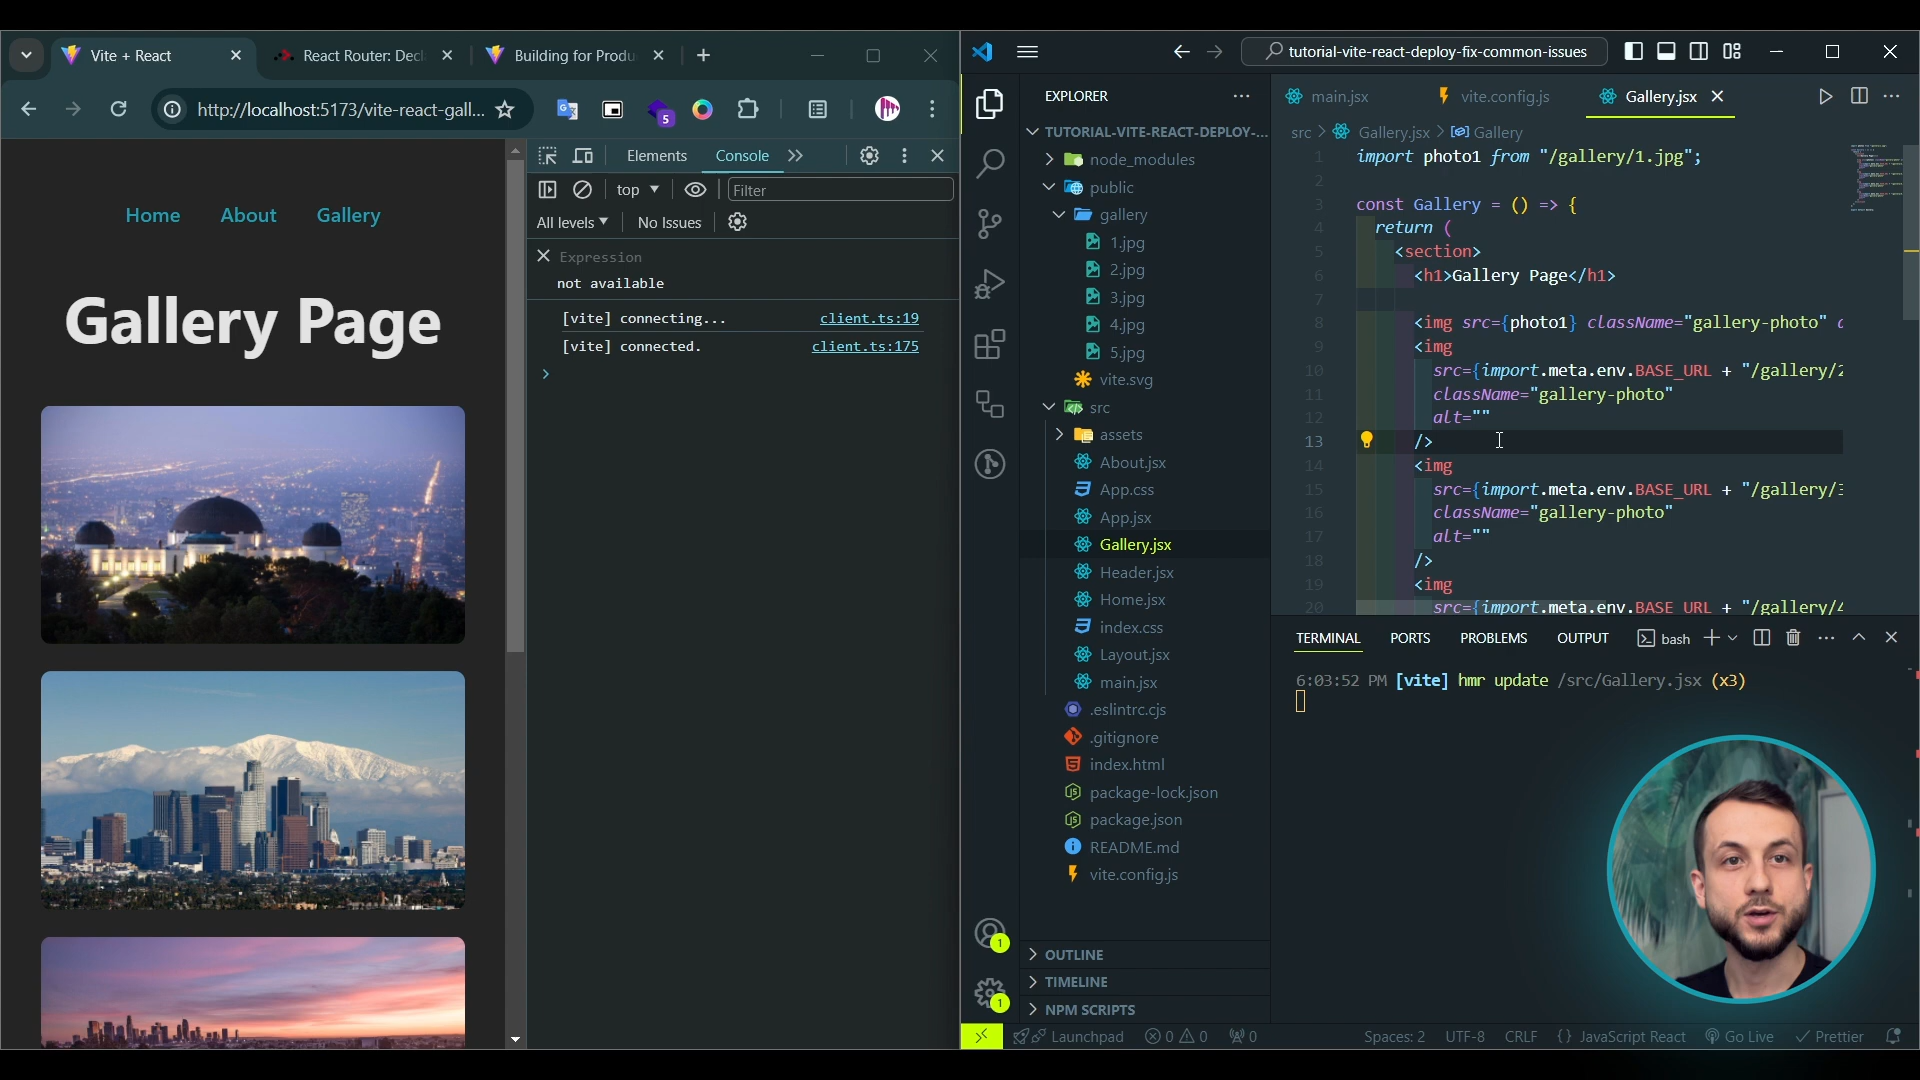 Vite + React
React Router: Decl
Building for Produ
http://localhost:5173/vite-react-gall...
5
Home About Gallery
Gallery Page
Elements Console
top Filter
All levels No Issues
Expression
not available
[vite] connecting... client.ts:19
[vite] connected. client.ts:175
tutorial-vite-react-deploy-fix-common-issues
EXPLORER
TUTORIAL-VITE-REACT-DEPLOY-...
node_modules
public
gallery
1.jpg
2.jpg
3.jpg
4.jpg
5.jpg
vite.svg
src
assets
About.jsx
App.css
App.jsx
Gallery.jsx
Header.jsx
Home.jsx
index.css
Layout.jsx
main.jsx
.eslintrc.cjs
.gitignore
index.html
package-lock.json
package.json
README.md
vite.config.js
OUTLINE
TIMELINE
NPM SCRIPTS
1
1
main.jsx vite.config.js Gallery.jsx
src > Gallery.jsx > Gallery
1 import photo1 from "/gallery/1.jpg";
2
3 const Gallery = () => {
4 return (
5 <section>
6 <h1>Gallery Page</h1>
7
8 <img src={photo1} className="gallery-photo"
9 <img
10 src={import.meta.env.BASE_URL + "/gallery/2
11 className="gallery-photo"
12 alt=""
13 />
14 <img
15 src={import.meta.env.BASE_URL + "/gallery/3
16 className="gallery-photo"
17 alt=""
18 />
19 <img
20 src={import.meta.env.BASE_URL + "/gallery/4
TERMINAL PORTS PROBLEMS OUTPUT bash
6:03:52 PM [vite] hmr update /src/Gallery.jsx (x3)
Launchpad 0 0 0 Spaces: 2 UTF-8 CRLF {} JavaScript React Go Live Prettier